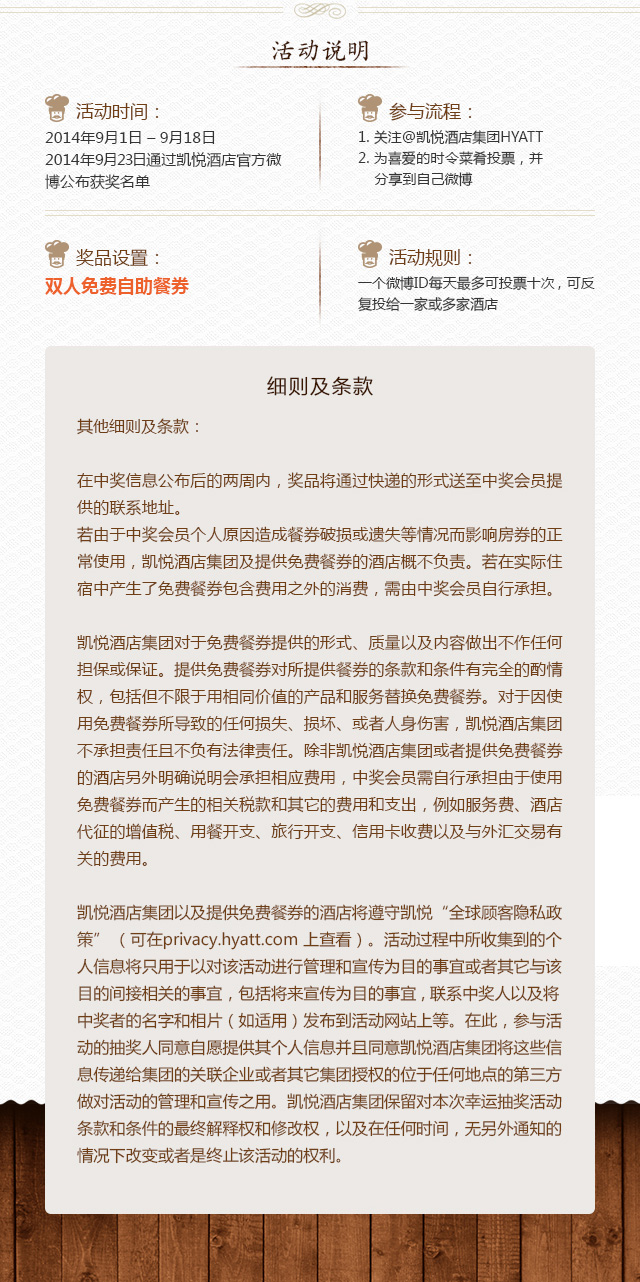 活动说明
活动时间：
2014年9月1日 – 9月18日
2014年9月23日通过凯悦酒店官方微
博公布获奖名单
参与流程：
1. 关注@凯悦酒店集团HYATT
2. 为喜爱的时令菜肴投票，并
分享到自己微博
奖品设置：
双人免费自助餐券
活动规则：
一个微博ID每天最多可投票十次，可反
复投给一家或多家酒店
细则及条款
其他细则及条款：
在中奖信息公布后的两周内，奖品将通过快递的形式送至中奖会员提
供的联系地址。
若由于中奖会员个人原因造成餐券破损或遗失等情况而影响房券的正
常使用，凯悦酒店集团及提供免费餐券的酒店概不负责。若在实际住
宿中产生了免费餐券包含费用之外的消费，需由中奖会员自行承担。
凯悦酒店集团对于免费餐券提供的形式、质量以及内容做出不作任何
担保或保证。提供免费餐券对所提供餐券的条款和条件有完全的酌情
权，包括但不限于用相同价值的产品和服务替换免费餐券。对于因使
用免费餐券所导致的任何损失、损坏、或者人身伤害，凯悦酒店集团
不承担责任且不负有法律责任。除非凯悦酒店集团或者提供免费餐券
的酒店另外明确说明会承担相应费用，中奖会员需自行承担由于使用
免费餐券而产生的相关税款和其它的费用和支出，例如服务费、酒店
代征的增值税、用餐开支、旅行开支、信用卡收费以及与外汇交易有
关的费用。
凯悦酒店集团以及提供免费餐券的酒店将遵守凯悦“全球顾客隐私政
策”（可在privacy.hyatt.com 上查看）。活动过程中所收集到的个
人信息将只用于以对该活动进行管理和宣传为目的事宜或者其它与该
目的间接相关的事宜，包括将来宣传为目的事宜，联系中奖人以及将
中奖者的名字和相片（如适用）发布到活动网站上等。在此，参与活
动的抽奖人同意自愿提供其个人信息并且同意凯悦酒店集团将这些信
息传递给集团的关联企业或者其它集团授权的位于任何地点的第三方
做对活动的管理和宣传之用。凯悦酒店集团保留对本次幸运抽奖活动
条款和条件的最终解释权和修改权，以及在任何时间，无另外通知的
情况下改变或者是终止该活动的权利。